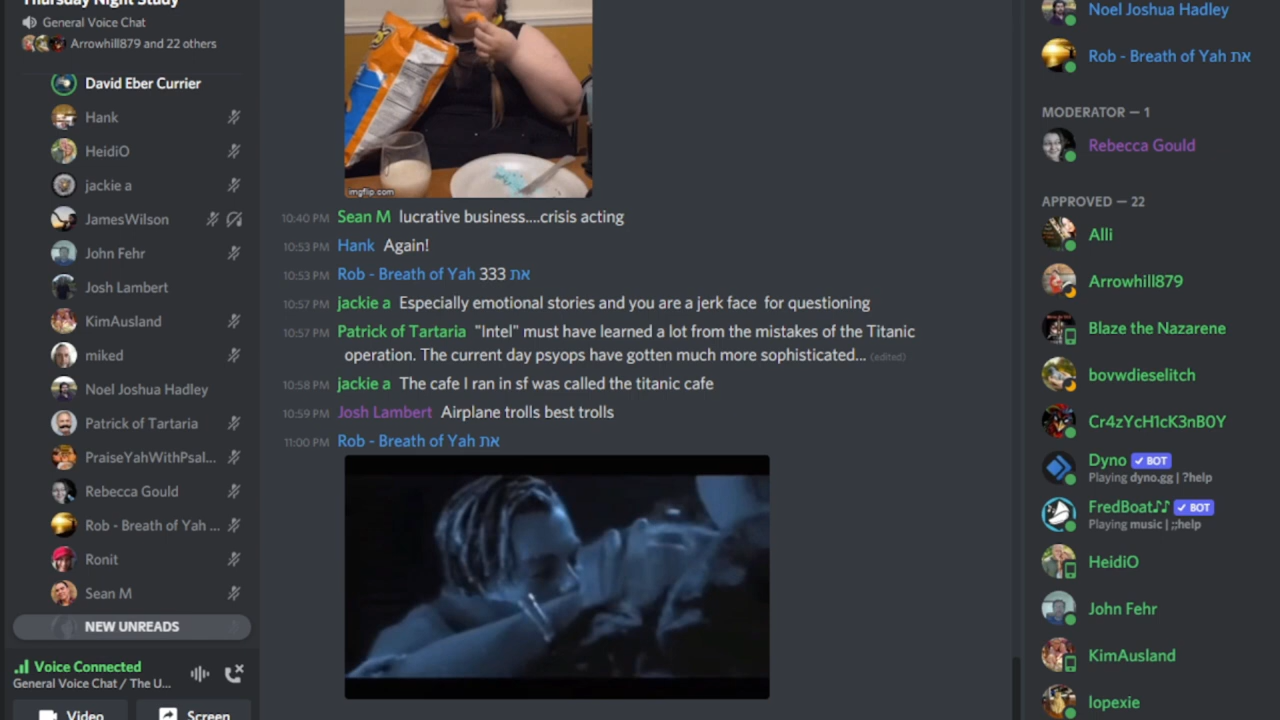 Thursday Night Study
General Voice Chat
Arrowhill879 and 22 others
David Eber Currier
Hank
HeidiO
jackie a
JamesWilson
John Fehr
Josh Lambert
KimAusland
miked
Noel Joshua Hadley
Patrick of Tartaria
PraiseYahWithPsal...
Rebecca Gould
Rob - Breath of Yah ...
Ronit
Sean M
NEW UNREADS
Voice Connected
General Voice Chat / The U...
Video
Screen
imgflip.com
10:40 PM Sean M lucrative business....crisis acting
10:53 PM Hank Again!
10:53 PM Rob - Breath of Yah את 333
10:57 PM jackie a Especially emotional stories and you are a jerk face for questioning
10:57 PM Patrick of Tartaria "Intel" must have learned a lot from the mistakes of the Titanic
operation. The current day psyops have gotten much more sophisticated... (edited)
10:58 PM jackie a The cafe I ran in sf was called the titanic cafe
10:59 PM Josh Lambert Airplane trolls best trolls
11:00 PM Rob - Breath of Yah את
Noel Joshua Hadley
Rob - Breath of Yah את
MODERATOR — 1
Rebecca Gould
APPROVED — 22
Alli
Arrowhill879
Blaze the Nazarene
bovwdieselitch
Cr4zYcH1cK3nB0Y
Dyno BOT
Playing dyno.gg | ?help
FredBoat♪♪ BOT
Playing music | ;;help
HeidiO
John Fehr
KimAusland
lopexie